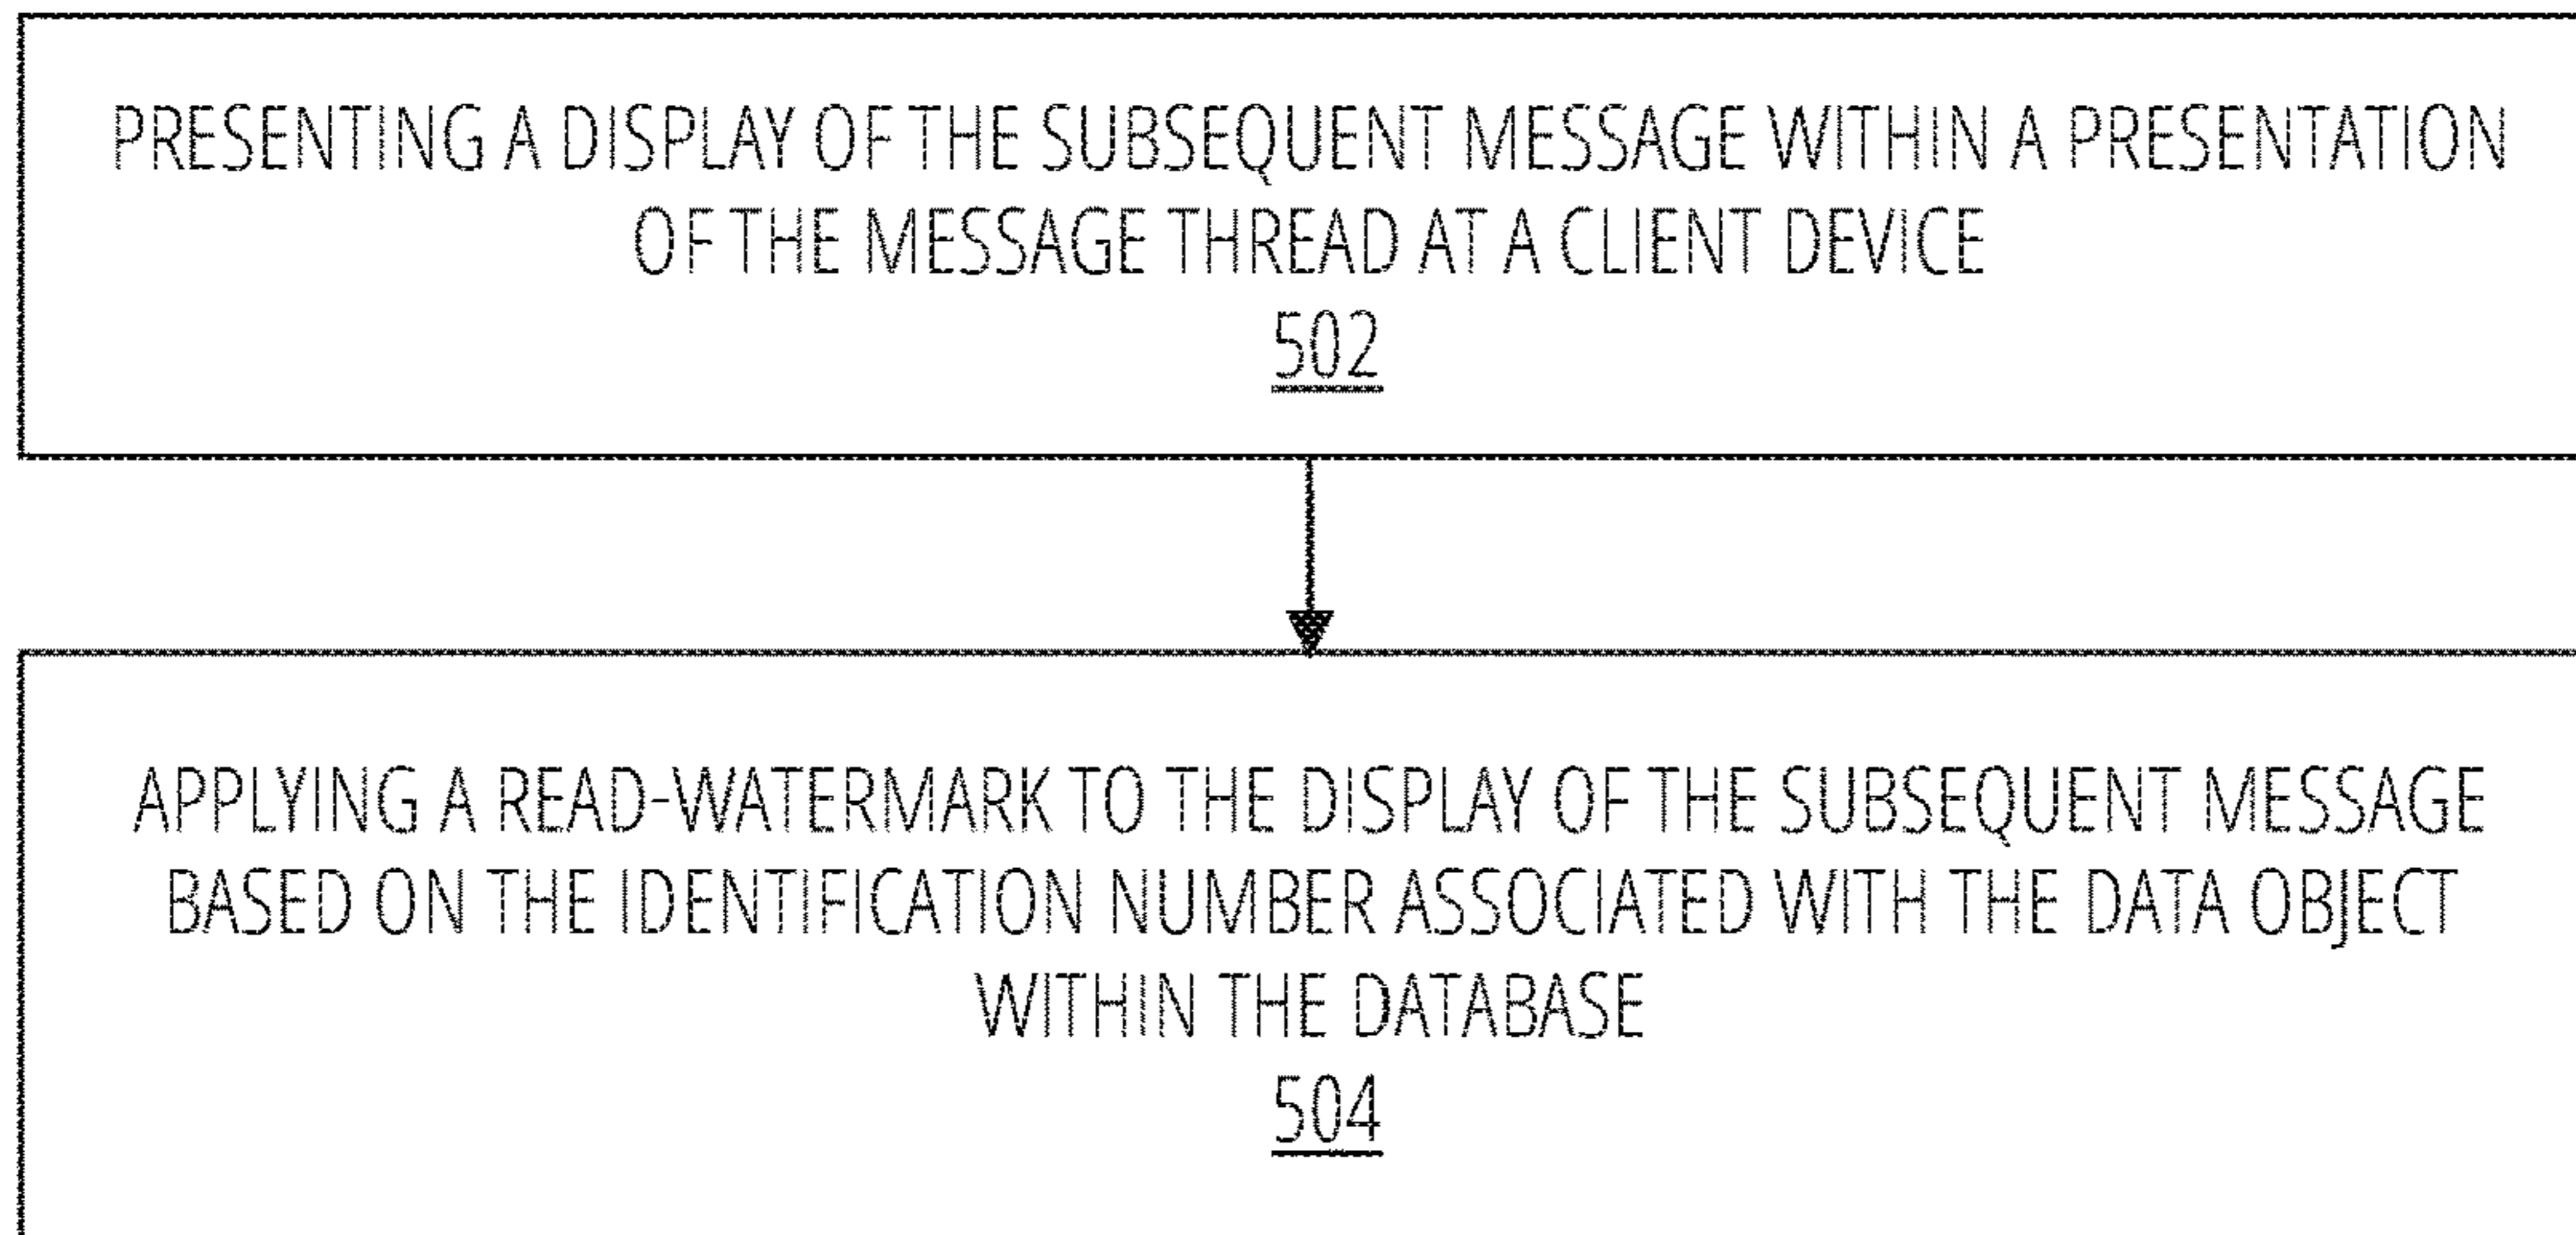 PRESENTING A DISPLAY OF THE SUBSEQUENT MESSAGE WITHIN A PRESENTATION
OF THE MESSAGE THREAD AT A CLIENT DEVICE
502
APPLYING A READ-WATERMARK TO THE DISPLAY OF THE SUBSEQUENT MESSAGE
BASED ON THE IDENTIFICATION NUMBER ASSOCIATED WITH THE DATA OBJECT
WITHIN THE DATABASE
504